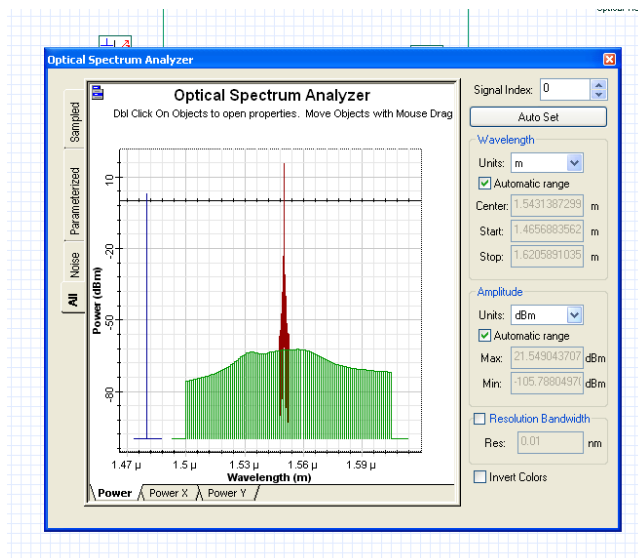 Optical Spectrum Analyzer
Sampled
Parameterized
Noise
All
Optical Spectrum Analyzer
Dbl Click On Objects to open properties. Move Objects with Mouse Drag
Power (dBm)
10
-20
-50
-80
1.47 µ
1.5 µ
1.53 µ
1.56 µ
1.59 µ
Wavelength (m)
Power
Power X
Power Y
Signal Index: 0
Auto Set
Wavelength
Units: m
Automatic range
Center: 1.5431387299 m
Start: 1.4656883562 m
Stop: 1.6205891035 m
Amplitude
Units: dBm
Automatic range
Max: 21.549043707 dBm
Min: -105.7880497 dBm
Resolution Bandwidth
Res: 0.01 nm
Invert Colors